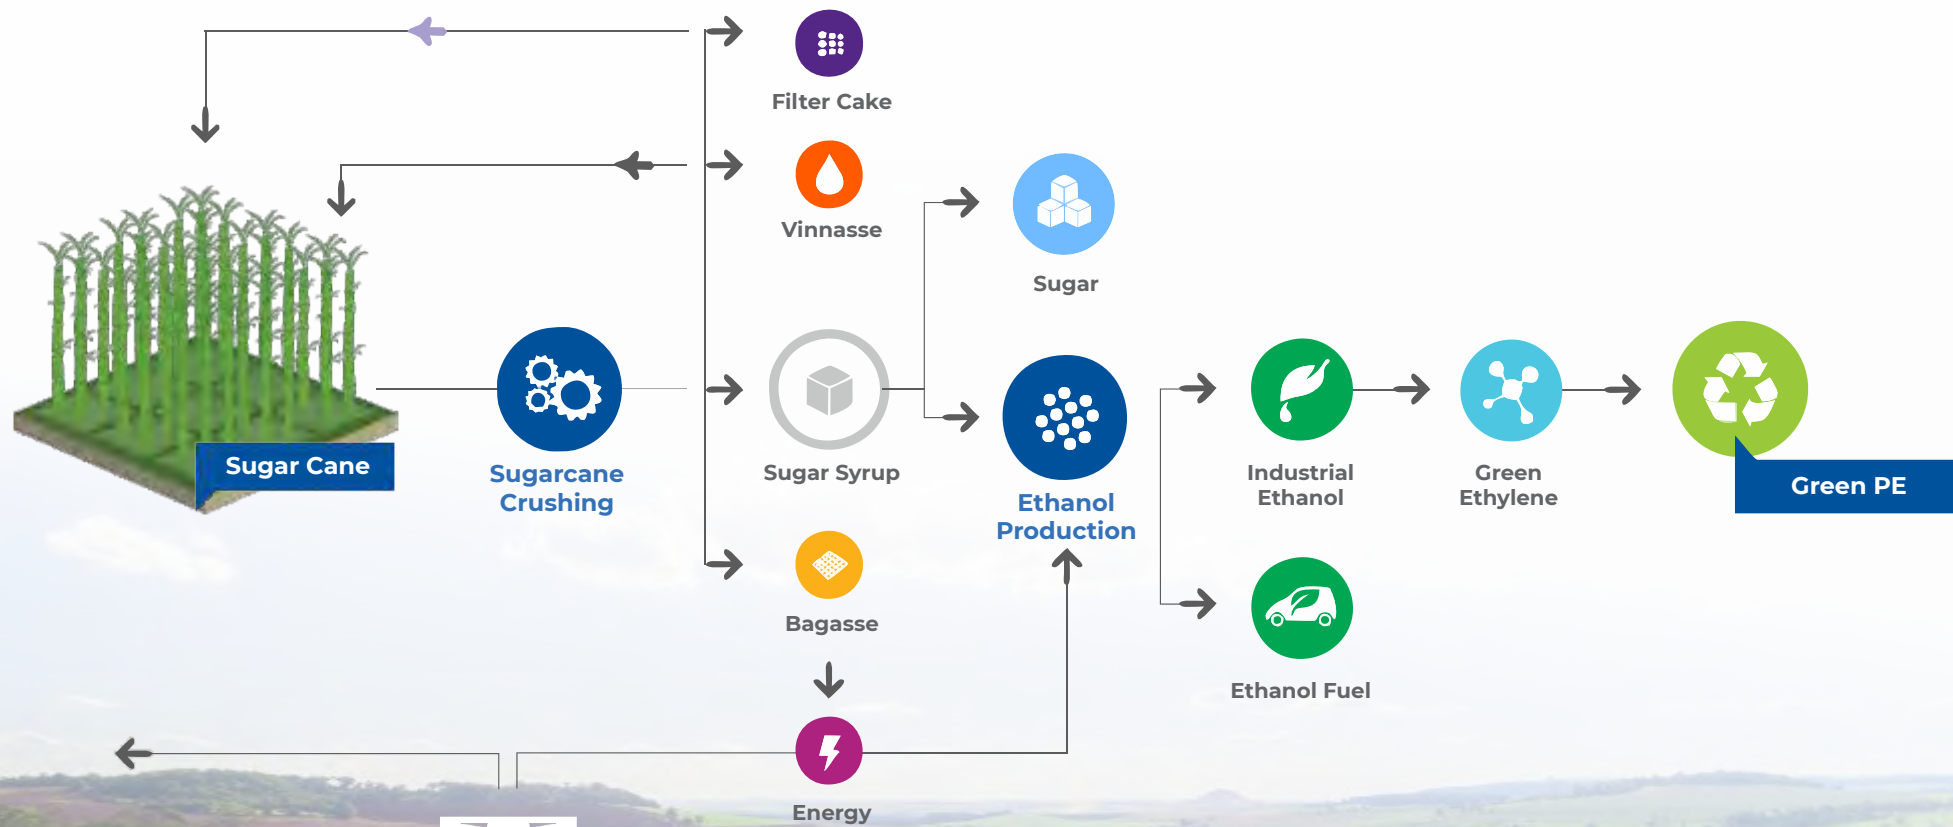 Filter Cake
Vinnasse
Sugar
Sugar Cane
Sugarcane
Crushing
Sugar Syrup
Ethanol
Production
Industrial
Ethanol
Green
Ethylene
Green PE
Bagasse
Ethanol Fuel
Energy